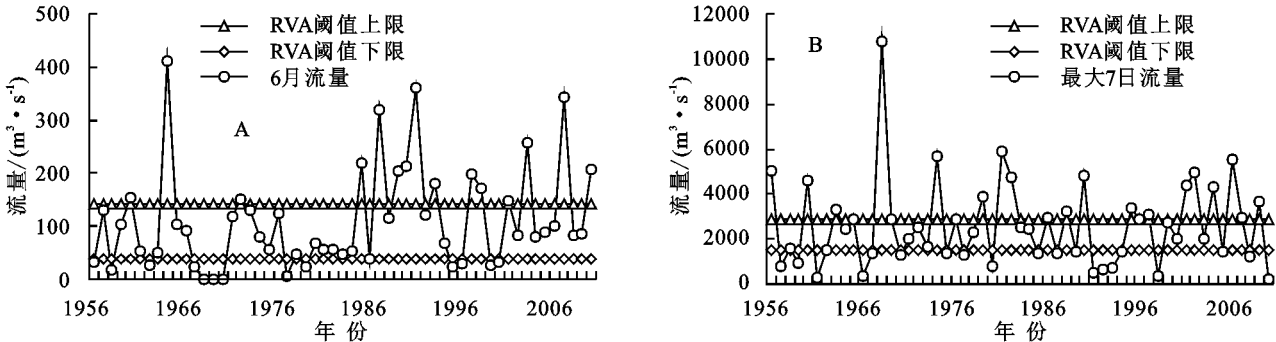 500
400
300
200
100
0
流量/(m³·s⁻¹)
RVA阈值上限
RVA阈值下限
6月流量
A
1956 1966 1976 1986 1996 2006
年 份
12000
10000
8000
6000
4000
2000
0
流量/(m³·s⁻¹)
B
RVA阈值上限
RVA阈值下限
最大7日流量
1956 1966 1976 1986 1996 2006
年 份